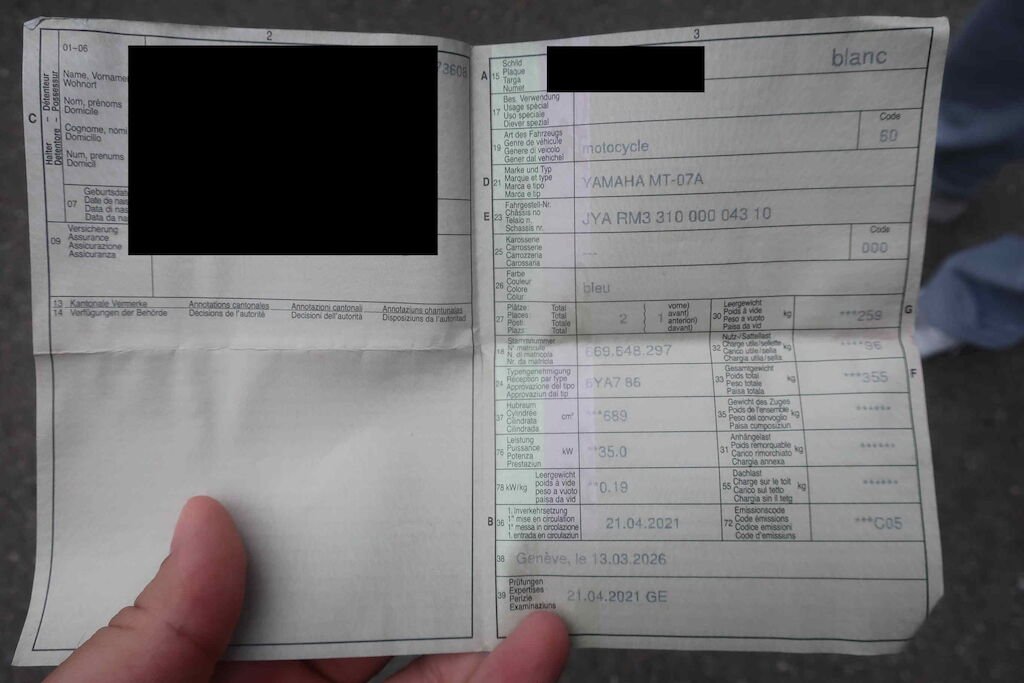 2
01-06
Détenteur
Possessur
Halter
Detentore
C
Name, Vorname
Wohnort
Nom, prénoms
Domicile
Cognome, nomi
Domicilio
Num, prenums
Domicil
07
Geburtsdat
Date de nais
Data di nas
Data da na
09
Versicherung
Assurance
Assicurazione
Assicuranza
13 Kantonale Vermerke Annotations cantonales Annotazioni cantonali Annotaziuns chantunalas
14 Verfügungen der Behörde Décisions de l'autorité Decisioni dell'autorità Disposiziuns da l'autoritad
73608
3
A 15
Schild
Plaque
Targa
Numer
blanc
17
Bes. Verwendung
Usage spécial
Uso speciale
Diever spezial
19
Art des Fahrzeugs
Genre de véhicule
Genere di veicolo
Gener dal vehichel
motocycle
Code
60
D 21
Marke und Typ
Marque et type
Marca e tipo
Marca e tip
YAMAHA MT-07A
E 23
Fahrgestell-Nr.
Châssis no
Telaio n.
Schassis nr.
JYA RM3 310 000 043 10
25
Karosserie
Carrosserie
Carrozzeria
Carossaria
---
Code
000
26
Farbe
Couleur
Colore
Colur
bleu
27
Plätze: Total
Places: Total
Posti: Totale
Plazs: Total
2
1
vorne)
avant)
anteriori)
davant)
30
Leergewicht
Poids à vide
Peso a vuoto
Paisa da vid
kg
***259
G
18
Stammnummer
N° matricule
N. di matricola
Nr. da matricla
669.648.297
32
Nutz-/Sattellast
Charge utile/sellette
Carico utile/sella
Chargia utila/sella
kg
****96
24
Typengenehmigung
Réception par type
Approvazione del tipo
Approvaziun dal tip
6YA7 86
33
Gesamtgewicht
Poids total
Peso totale
Paisa totala
kg
***355
F
37
Hubraum
Cylindrée
Cilindrata
Cilindrada
cm³
**689
35
Gewicht des Zuges
Poids de l'ensemble
Peso del convoglio
Paisa cumposiziun
kg
******
76
Leistung
Puissance
Potenza
Prestaziun
kW
**35.0
31
Anhängelast
Poids remorquable
Carico rimorchiato
Chargia annexa
kg
******
78 kW/kg
Leergewicht
poids à vide
peso a vuoto
paisa da vid
**0.19
55
Dachlast
Charge sur le toit
Carico sul tetto
Chargia sin il tetg
kg
******
B 36
1. Inverkehrsetzung
1re mise en circulation
1a messa in circolazione
1. entrada en circulaziun
21.04.2021
72
Emissionscode
Code émissions
Codice emissioni
Code d'emissiuns
***G05
38
Genève, le 13.03.2026
39
Prüfungen
Expertises
Perizie
Examinaziuns
21.04.2021 GE